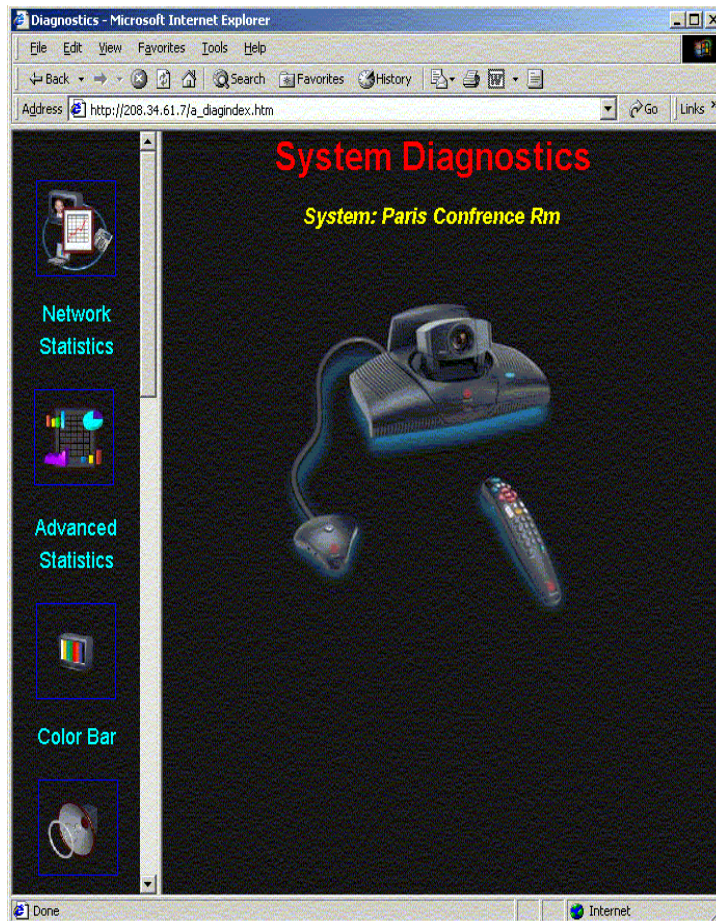 Diagnostics - Microsoft Internet Explorer
File Edit View Favorites Tools Help
Back Search Favorites History
Address http://208.34.61.7/a_diagindex.htm Go Links »
System Diagnostics
System: Paris Confrence Rm
Network
Statistics
Advanced
Statistics
Color Bar
Done Internet